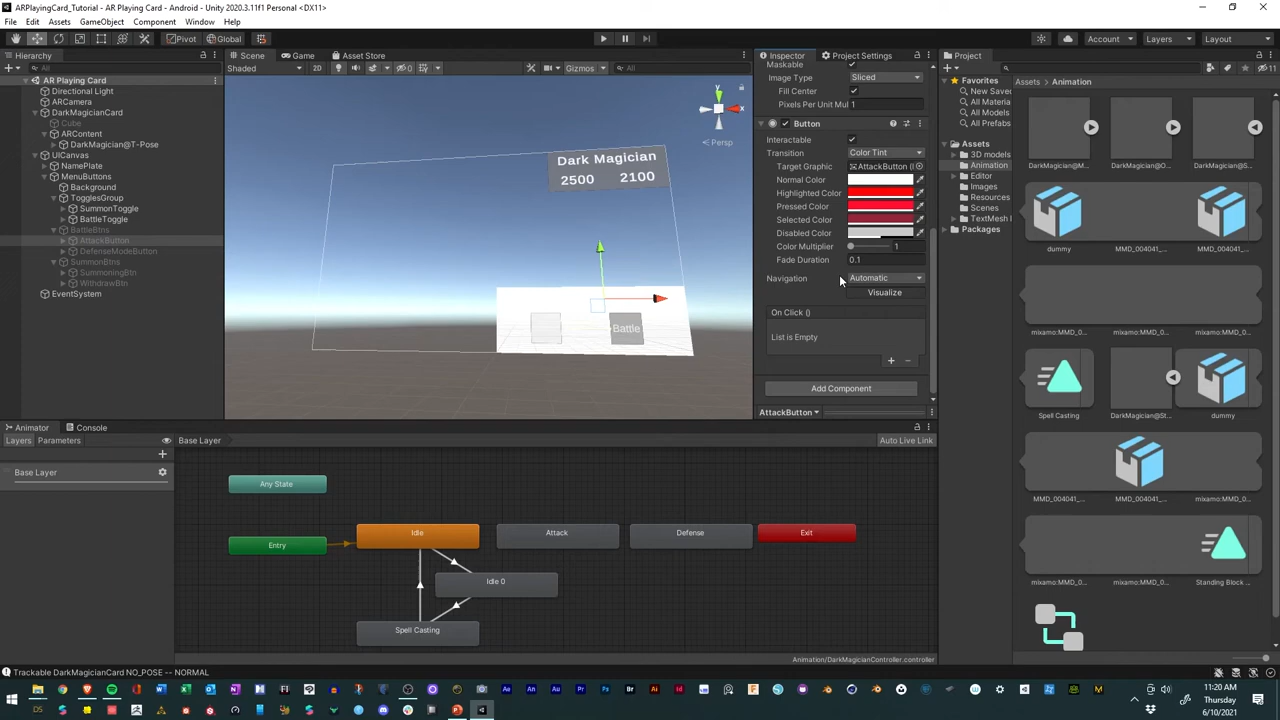 ARPlayingCard_Tutorial - AR Playing Card - Android - Unity 2020.3.11f1 Personal <DX11>
File Edit Assets GameObject Component Window Help
Pivot Global Account Layers Layout
Hierarchy Scene Game Asset Store Inspector Project Settings Project
All Shaded 2D 0 Gizmos All
AR Playing Card
Directional Light
ARCamera
DarkMagicianCard
Cube
ARContent
DarkMagician@T-Pose
UICanvas
NamePlate
MenuButtons
Background
TogglesGroup
SummonToggle
BattleToggle
BattleBtns
AttackButton
DefenseModeButton
SummonBtns
SummoningBtn
WithdrawBtn
EventSystem
y
x
Persp
Dark Magician
2500 2100
Battle
Maskable
Image Type Sliced
Fill Center
Pixels Per Unit Mul 1
Button
Interactable
Transition Color Tint
Target Graphic AttackButton (I
Normal Color
Highlighted Color
Pressed Color
Selected Color
Disabled Color
Color Multiplier 1
Fade Duration 0.1
Navigation Automatic
Visualize
On Click ()
List is Empty
Add Component
AttackButton
11
Favorites
New Save
All Materia
All Models
All Prefabs
Assets
3D models
Animation
Editor
Images
Resources
Scenes
TextMesh
Packages
Assets > Animation
DarkMagician@M... DarkMagician@O... DarkMagician@S...
dummy MMD_004041_... MMD_004041_...
mixamo:MMD_0... mixamo:MMD_0... mixamo:MMD_0...
Spell Casting DarkMagician@St... dummy
MMD_004041_... MMD_004041_... mixamo:MMD_0...
mixamo:MMD_0... mixamo:MMD_0... Standing Block ...
Animator Console
Layers Parameters Base Layer Auto Live Link
Base Layer
Any State
Entry
Idle
Attack
Defense
Exit
Idle 0
Spell Casting
Animation/DarkMagicianController.controller
Trackable DarkMagicianCard NO_POSE -- NORMAL
11:20 AM
Thursday
6/10/2021